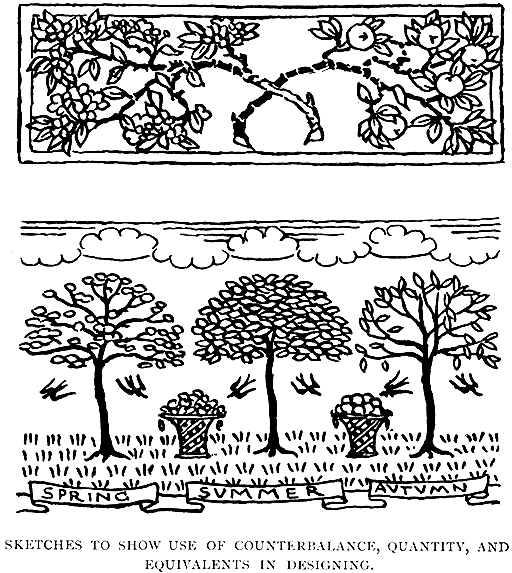 SPRING SUMMER AUTUMN
SKETCHES TO SHOW USE OF COUNTERBALANCE, QUANTITY, AND
EQUIVALENTS IN DESIGNING.